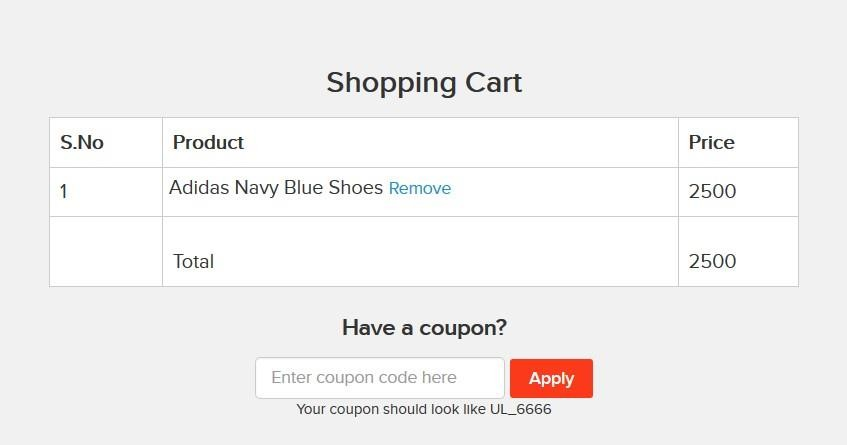 Shopping Cart
S.No Product Price
1 Adidas Navy Blue Shoes Remove 2500
Total 2500
Have a coupon?
Enter coupon code here Apply
Your coupon should look like UL_6666